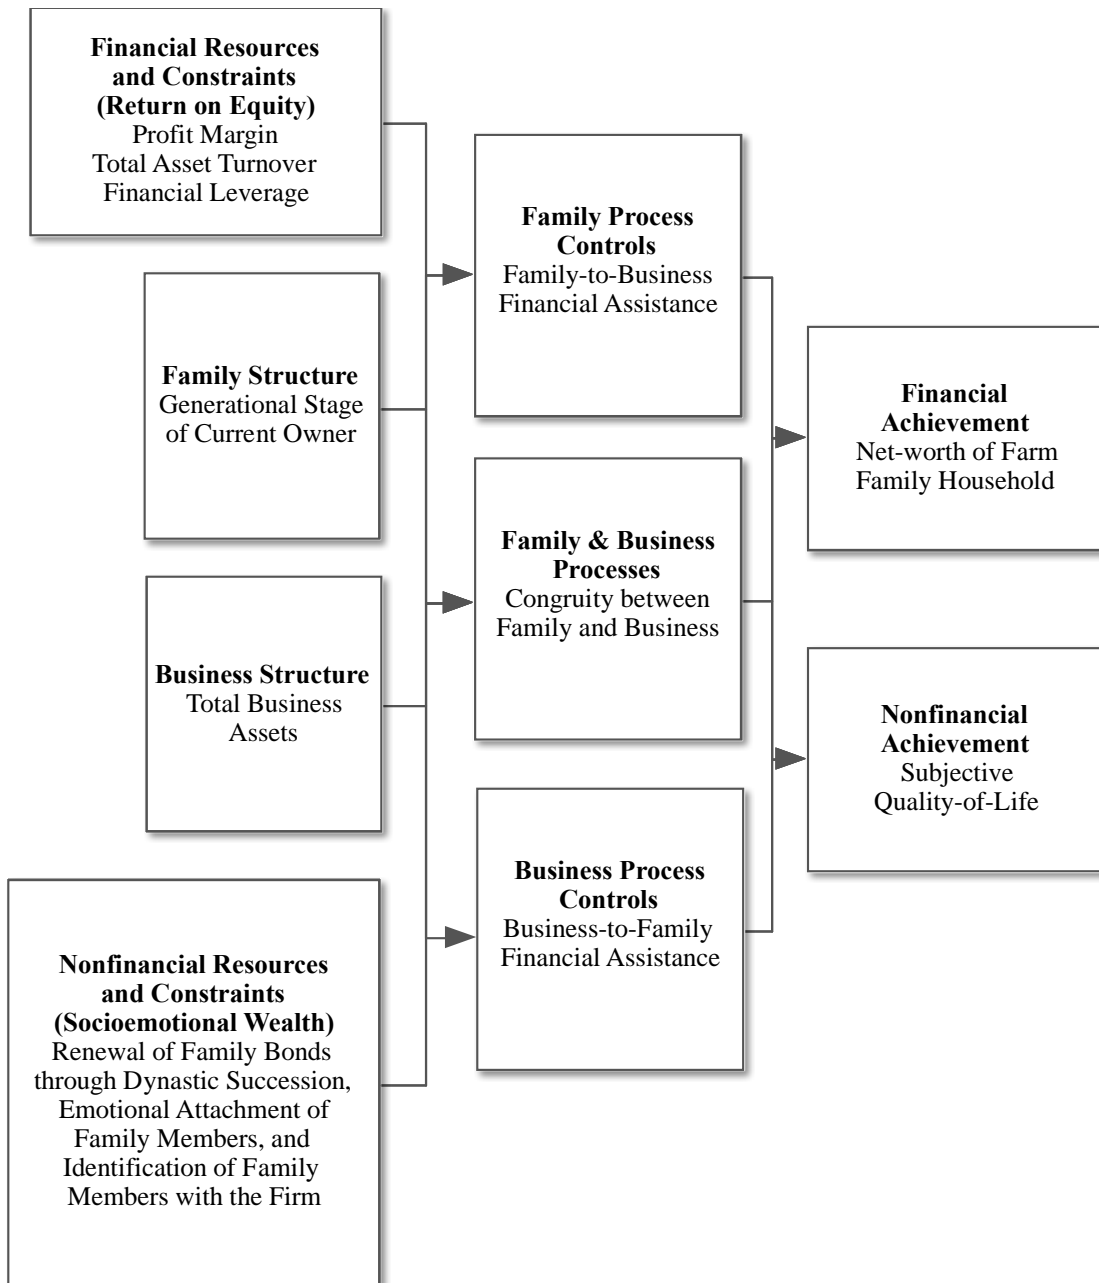 Financial Resources
and Constraints
(Return on Equity)
Profit Margin
Total Asset Turnover
Financial Leverage
Family Structure
Generational Stage
of Current Owner
Business Structure
Total Business
Assets
Nonfinancial Resources
and Constraints
(Socioemotional Wealth)
Renewal of Family Bonds
through Dynastic Succession,
Emotional Attachment of
Family Members, and
Identification of Family
Members with the Firm
Family Process
Controls
Family-to-Business
Financial Assistance
Family & Business
Processes
Congruity between
Family and Business
Business Process
Controls
Business-to-Family
Financial Assistance
Financial
Achievement
Net-worth of Farm
Family Household
Nonfinancial
Achievement
Subjective
Quality-of-Life